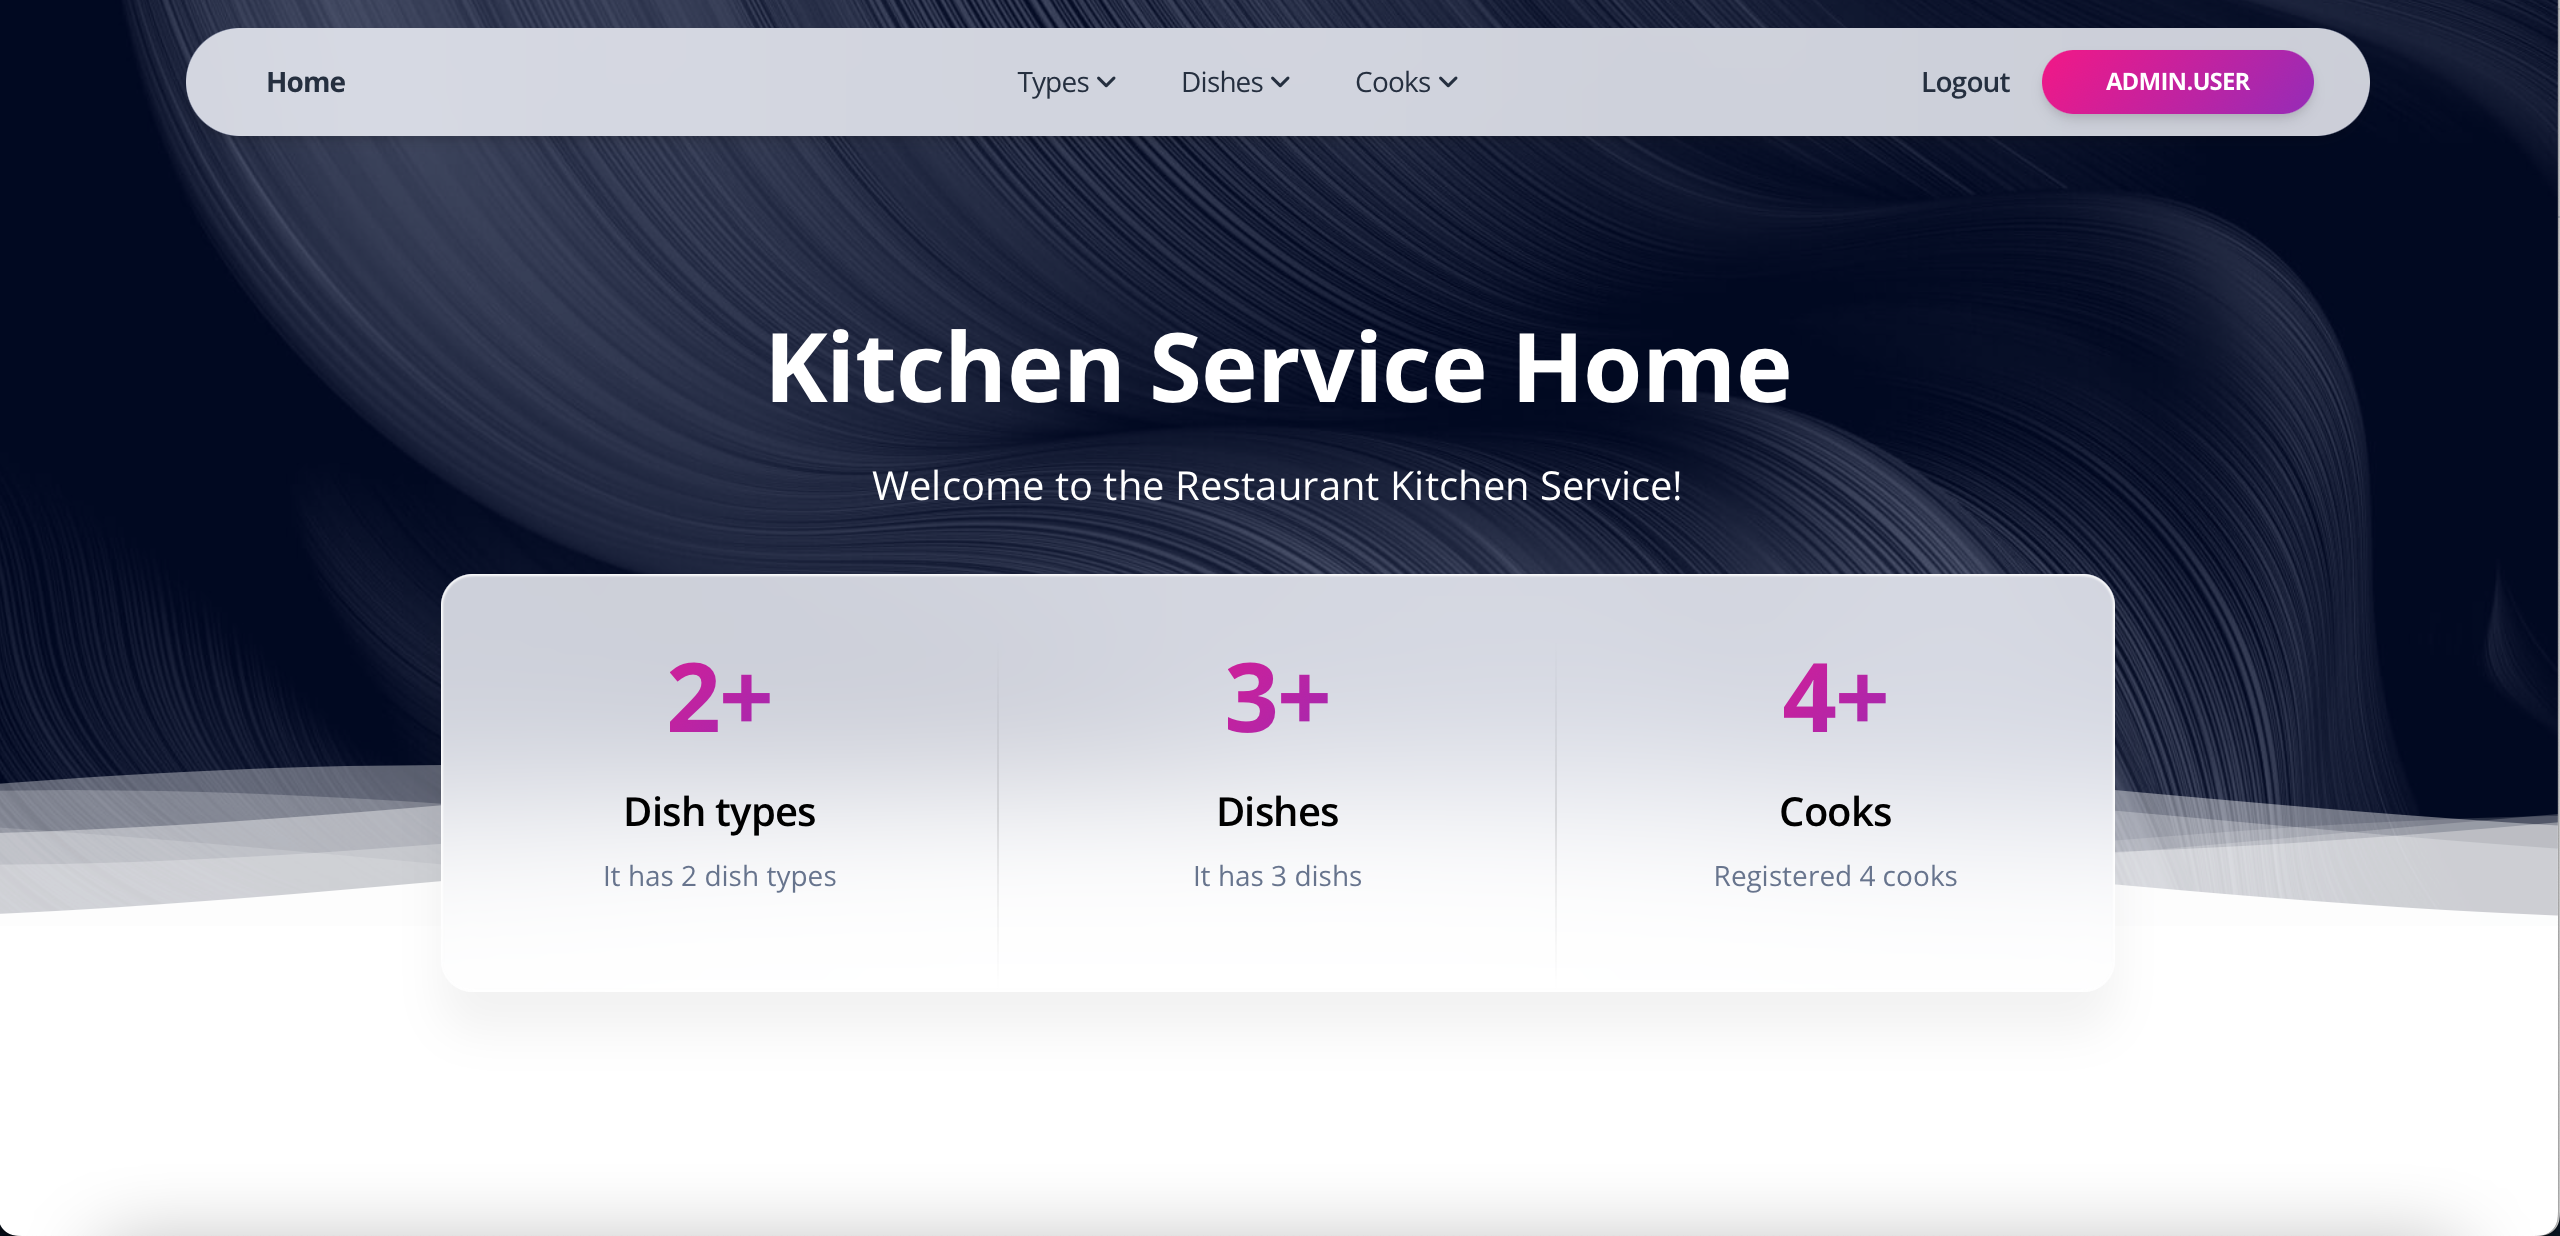 Home Types Dishes Cooks Logout ADMIN.USER
Kitchen Service Home
Welcome to the Restaurant Kitchen Service!
2+
Dish types
It has 2 dish types
3+
Dishes
It has 3 dishs
4+
Cooks
Registered 4 cooks